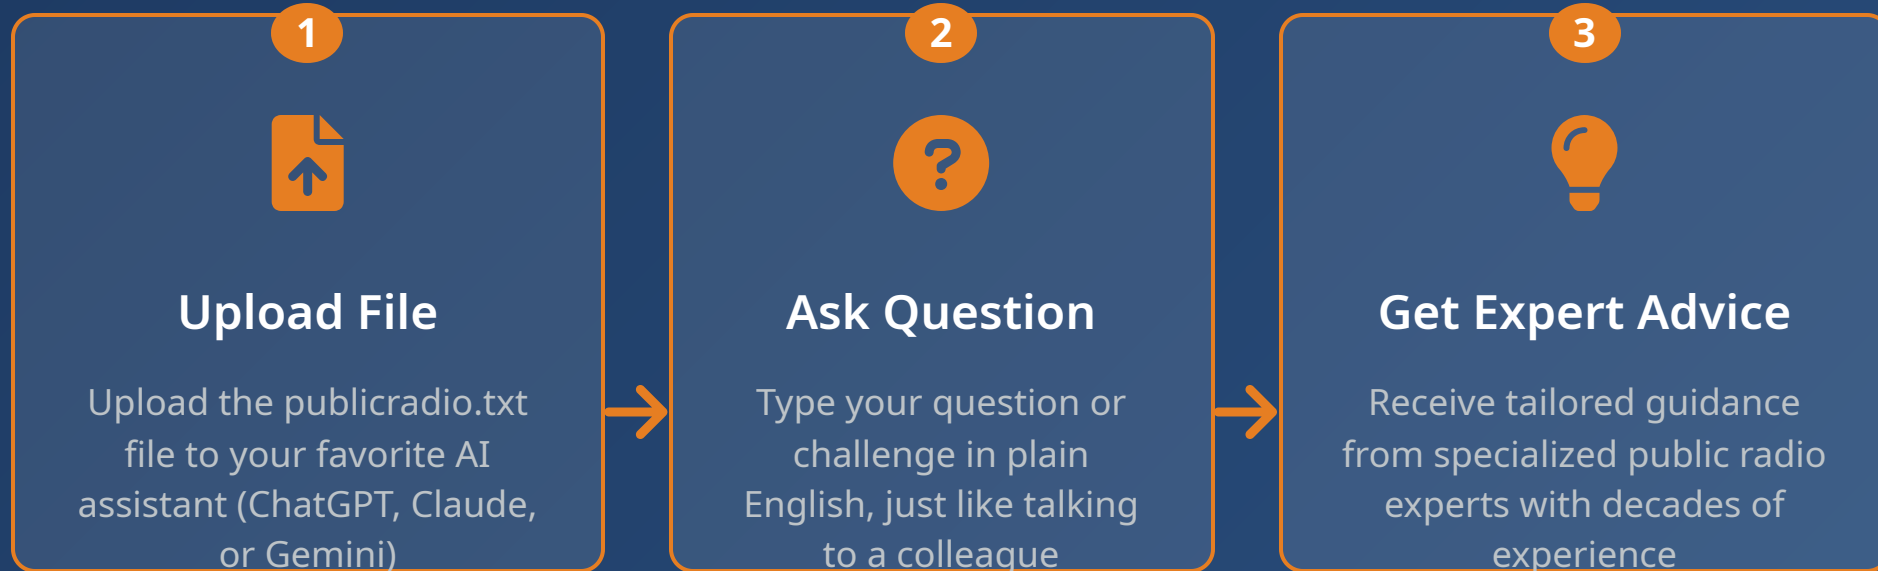 1
Upload File
Upload the publicradio.txt
file to your favorite AI
assistant (ChatGPT, Claude,
or Gemini)
2
Ask Question
Type your question or
challenge in plain
English, just like talking
to a colleague
3
Get Expert Advice
Receive tailored guidance
from specialized public radio
experts with decades of
experience